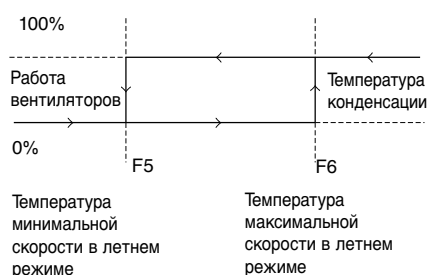 100%
Работа
вентиляторов
Температура
конденсации
0%
F5
F6
Температура
минимальной
скорости в летнем
режиме
Температура
максимальной
скорости в летнем
режиме